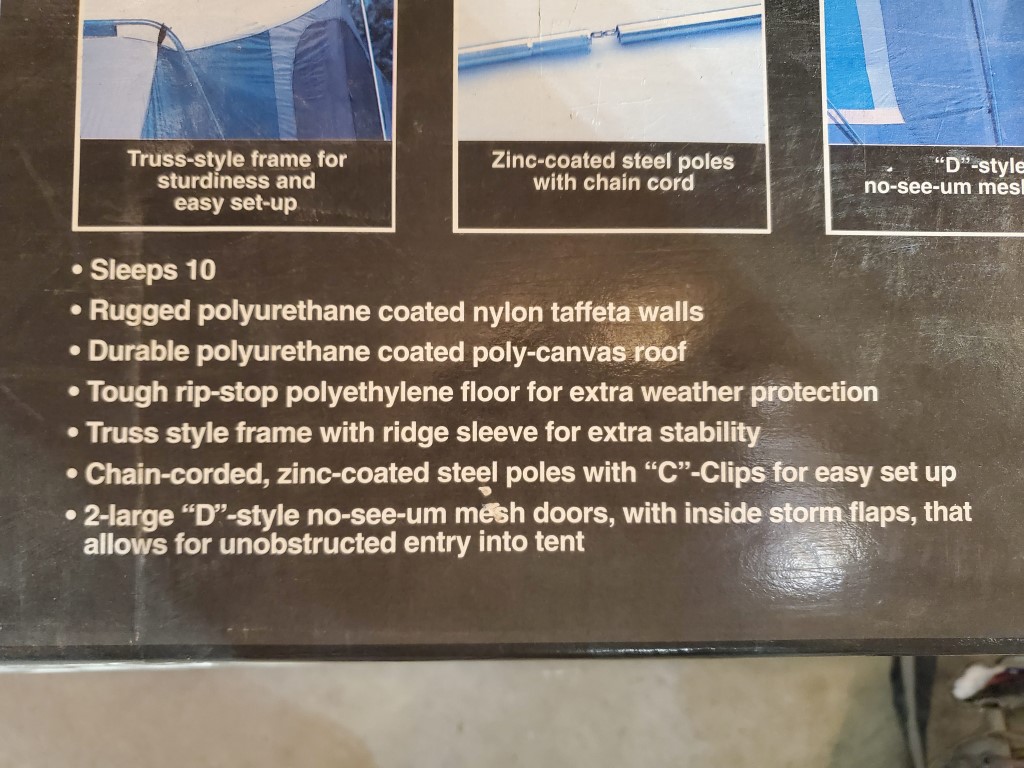 Truss-style frame for
sturdiness and
easy set-up
Zinc-coated steel poles
with chain cord
“D”-style
no-see-um
• Sleeps 10
• Rugged polyurethane coated nylon taffeta walls
• Durable polyurethane coated poly-canvas roof
• Tough rip-stop polyethylene floor for extra weather protection
• Truss style frame with ridge sleeve for extra stability
• Chain-corded, zinc-coated steel poles with “C”-Clips for easy set up
• 2-large “D”-style no-see-um mesh doors, with inside storm flaps, that
allows for unobstructed entry into tent